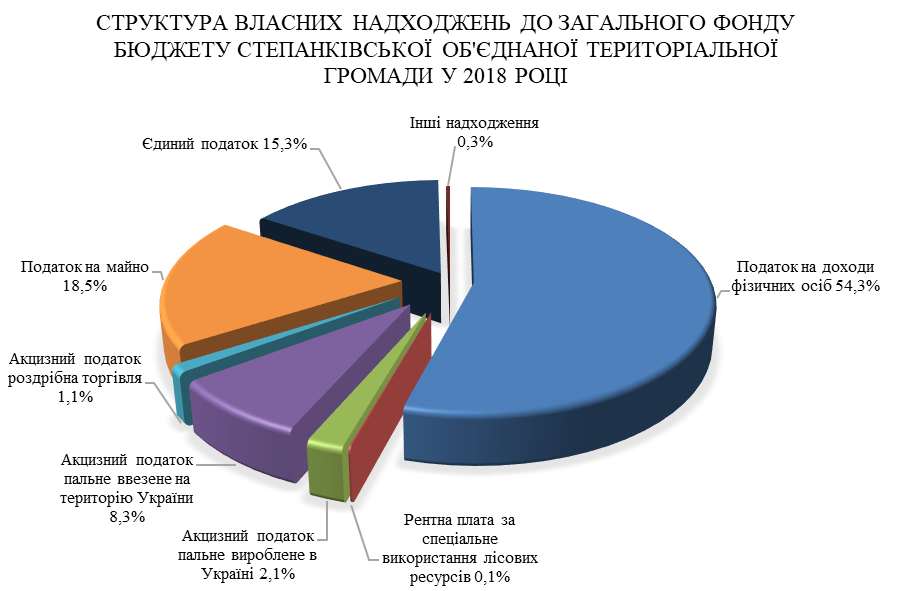 СТРУКТУРА ВЛАСНИХ НАДХОДЖЕНЬ ДО ЗАГАЛЬНОГО ФОНДУ
БЮДЖЕТУ СТЕПАНКІВСЬКОЇ ОБ'ЄДНАНОЇ ТЕРИТОРІАЛЬНОЇ
ГРОМАДИ У 2018 РОЦІ
Інші надходження
0,3%
Єдиний податок 15,3%
Податок на майно
18,5%
Податок на доходи
фізичних осіб 54,3%
Акцизний податок
роздрібна торгівля
1,1%
Акцизний податок
пальне ввезене на
територію України
8,3%
Акцизний податок
пальне вироблене в
Україні 2,1%
Рентна плата за
спеціальне
використання лісових
ресурсів 0,1%